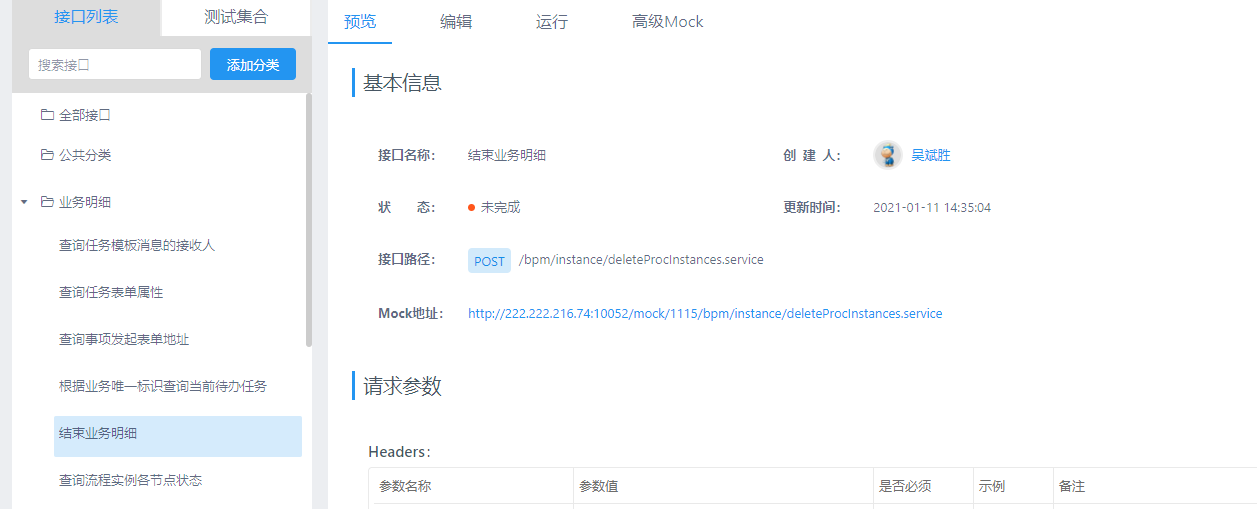 接口列表
测试集合
搜索接口
添加分类
全部接口
公共分类
业务明细
查询任务模板消息的接收人
查询任务表单属性
查询事项发起表单地址
根据业务唯一标识查询当前待办任务
结束业务明细
查询流程实例各节点状态
预览
编辑
运行
高级Mock
基本信息
接口名称: 结束业务明细
创 建 人: 吴斌胜
状 态: 未完成
更新时间: 2021-01-11 14:35:04
接口路径: POST /bpm/instance/deleteProcInstances.service
Mock地址: http://222.222.216.74:10052/mock/1115/bpm/instance/deleteProcInstances.service
请求参数
Headers:
参数名称 参数值 是否必须 示例 备注